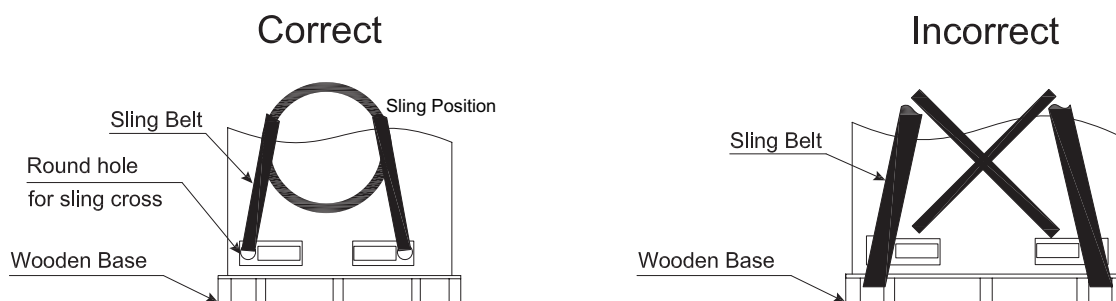 Correct
Incorrect
Sling Belt
Sling Position
Round hole
for sling cross
Wooden Base
Sling Belt
Wooden Base